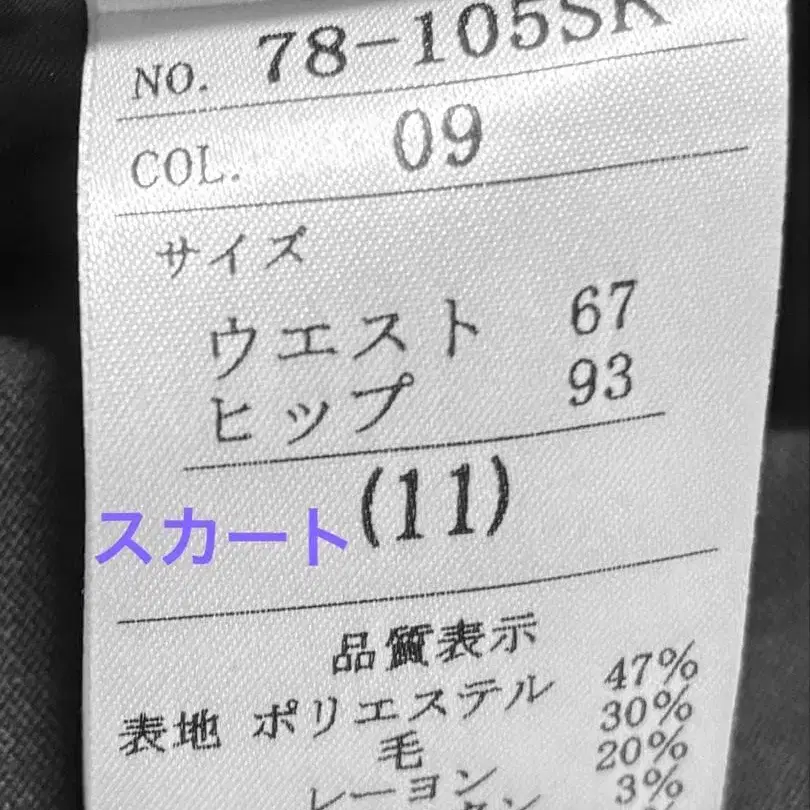 NO. 78-105SK
COL. 09
サイズ
ウエスト 67
ヒップ 93
スカート (11)
品質表示
表地 ポリエステル 47%
毛 30%
レーヨン 20%
3%